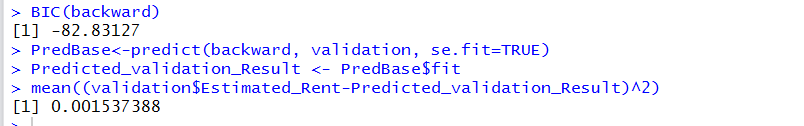 > BIC(backward)
[1] -82.83127
> PredBase<-predict(backward, validation, se.fit=TRUE)
> Predicted_validation_Result <- PredBase$fit
> mean((validation$Estimated_Rent-Predicted_validation_Result)^2)
[1] 0.001537388
>